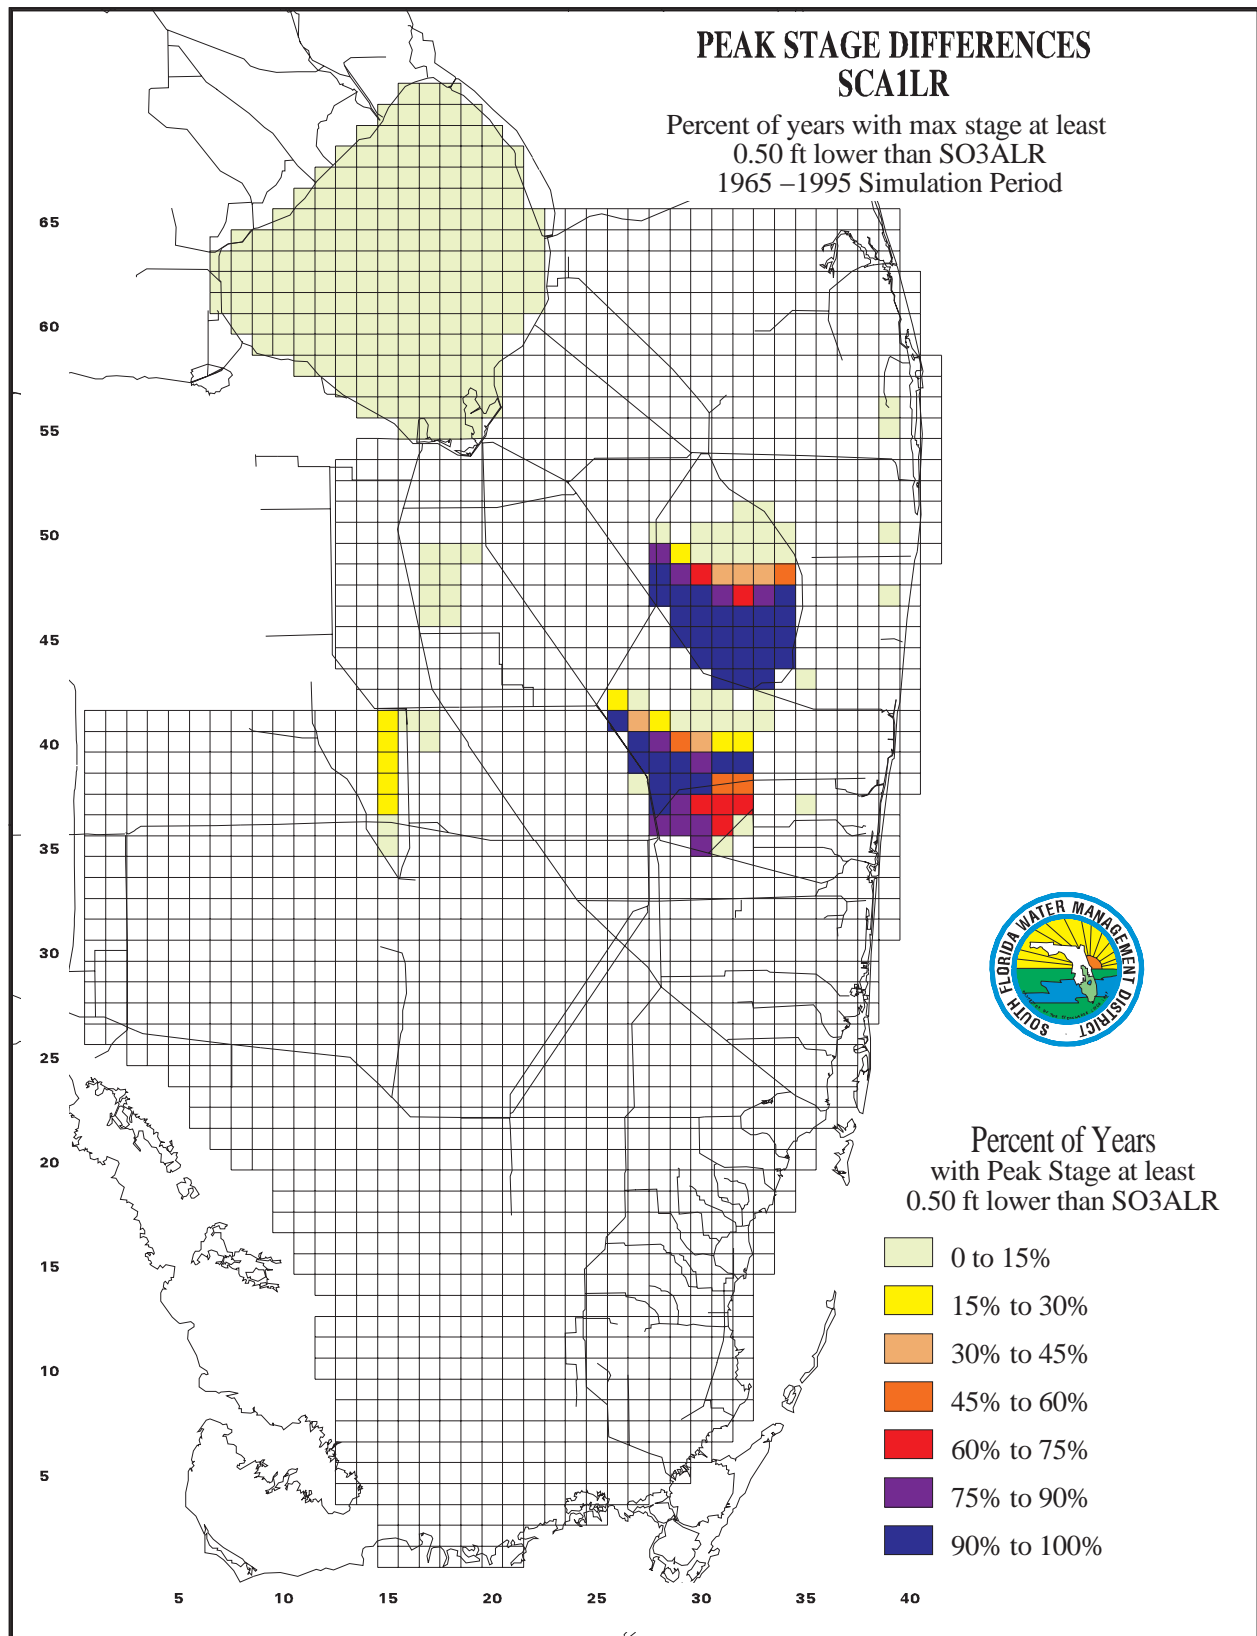 PEAK STAGE DIFFERENCES
SCA1LR
Percent of years with max stage at least
0.50 ft lower than SO3ALR
1965 –1995 Simulation Period
65
60
55
50
45
40
35
30
25
20
15
10
5
5 10 15 20 25 30 35 40
SOUTH FLORIDA WATER MANAGEMENT DISTRICT
Percent of Years
with Peak Stage at least
0.50 ft lower than SO3ALR
0 to 15%
15% to 30%
30% to 45%
45% to 60%
60% to 75%
75% to 90%
90% to 100%